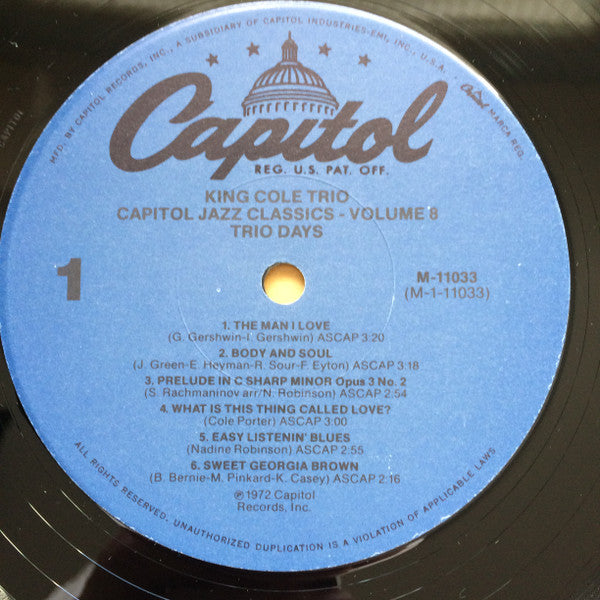 MFD. BY CAPITOL RECORDS, INC., A SUBSIDIARY OF CAPITOL INDUSTRIES-EMI, INC., U.S.A.
Capitol MARCA REG.
Capitol
REG. U.S. PAT. OFF.
KING COLE TRIO
CAPITOL JAZZ CLASSICS - VOLUME 8
TRIO DAYS
1
M-11033
(M-1-11033)
1. THE MAN I LOVE
(G. Gershwin-I. Gershwin) ASCAP 3:20
2. BODY AND SOUL
(J. Green-E. Heyman-R. Sour-F. Eyton) ASCAP 3:18
3. PRELUDE IN C SHARP MINOR Opus 3 No. 2
(S. Rachmaninov arr/N. Robinson) ASCAP 2:54
4. WHAT IS THIS THING CALLED LOVE?
(Cole Porter) ASCAP 3:00
5. EASY LISTENIN' BLUES
(Nadine Robinson) ASCAP 2:55
6. SWEET GEORGIA BROWN
(B. Bernie-M. Pinkard-K. Casey) ASCAP 2:16
℗1972 Capitol
Records, Inc.
ALL RIGHTS RESERVED. UNAUTHORIZED DUPLICATION IS A VIOLATION OF APPLICABLE LAWS